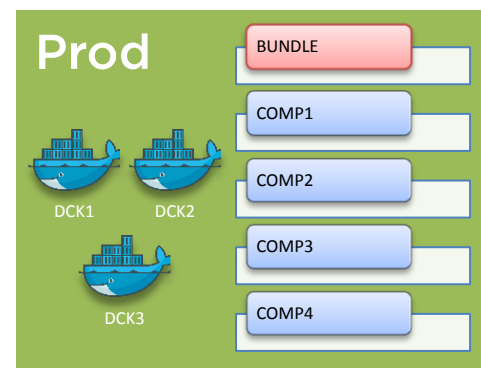 Prod
BUNDLE
COMP1
COMP2
COMP3
COMP4
DCK1
DCK2
DCK3